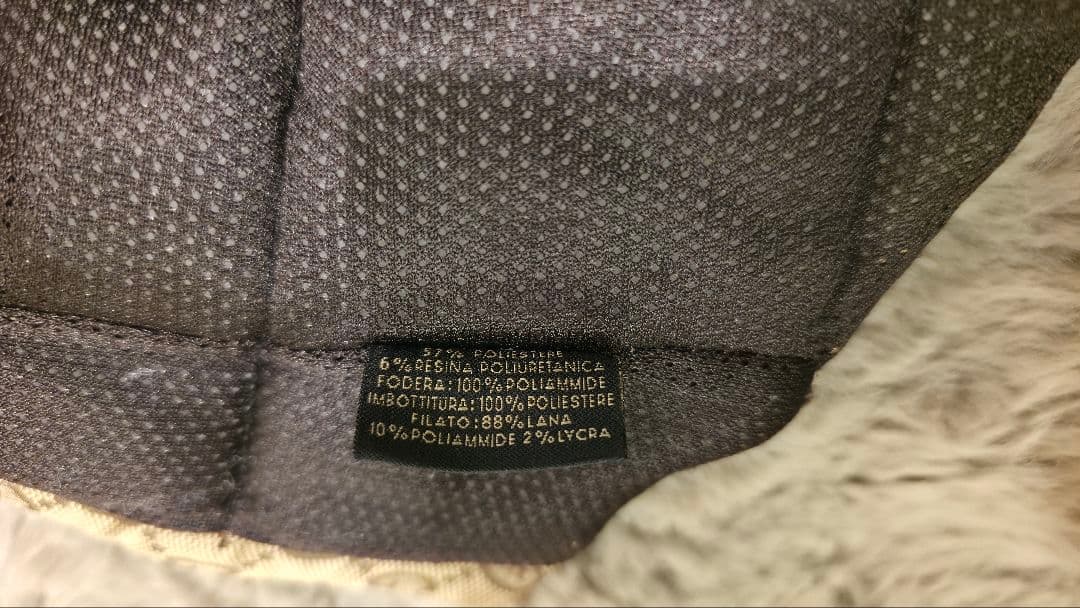 57% POLIESTERE
6% RESINA POLIURETANICA
FODERA: 100% POLIAMMIDE
IMBOTTITURA: 100% POLIESTERE
FILATO: 88% LANA
10% POLIAMMIDE 2% LYCRA